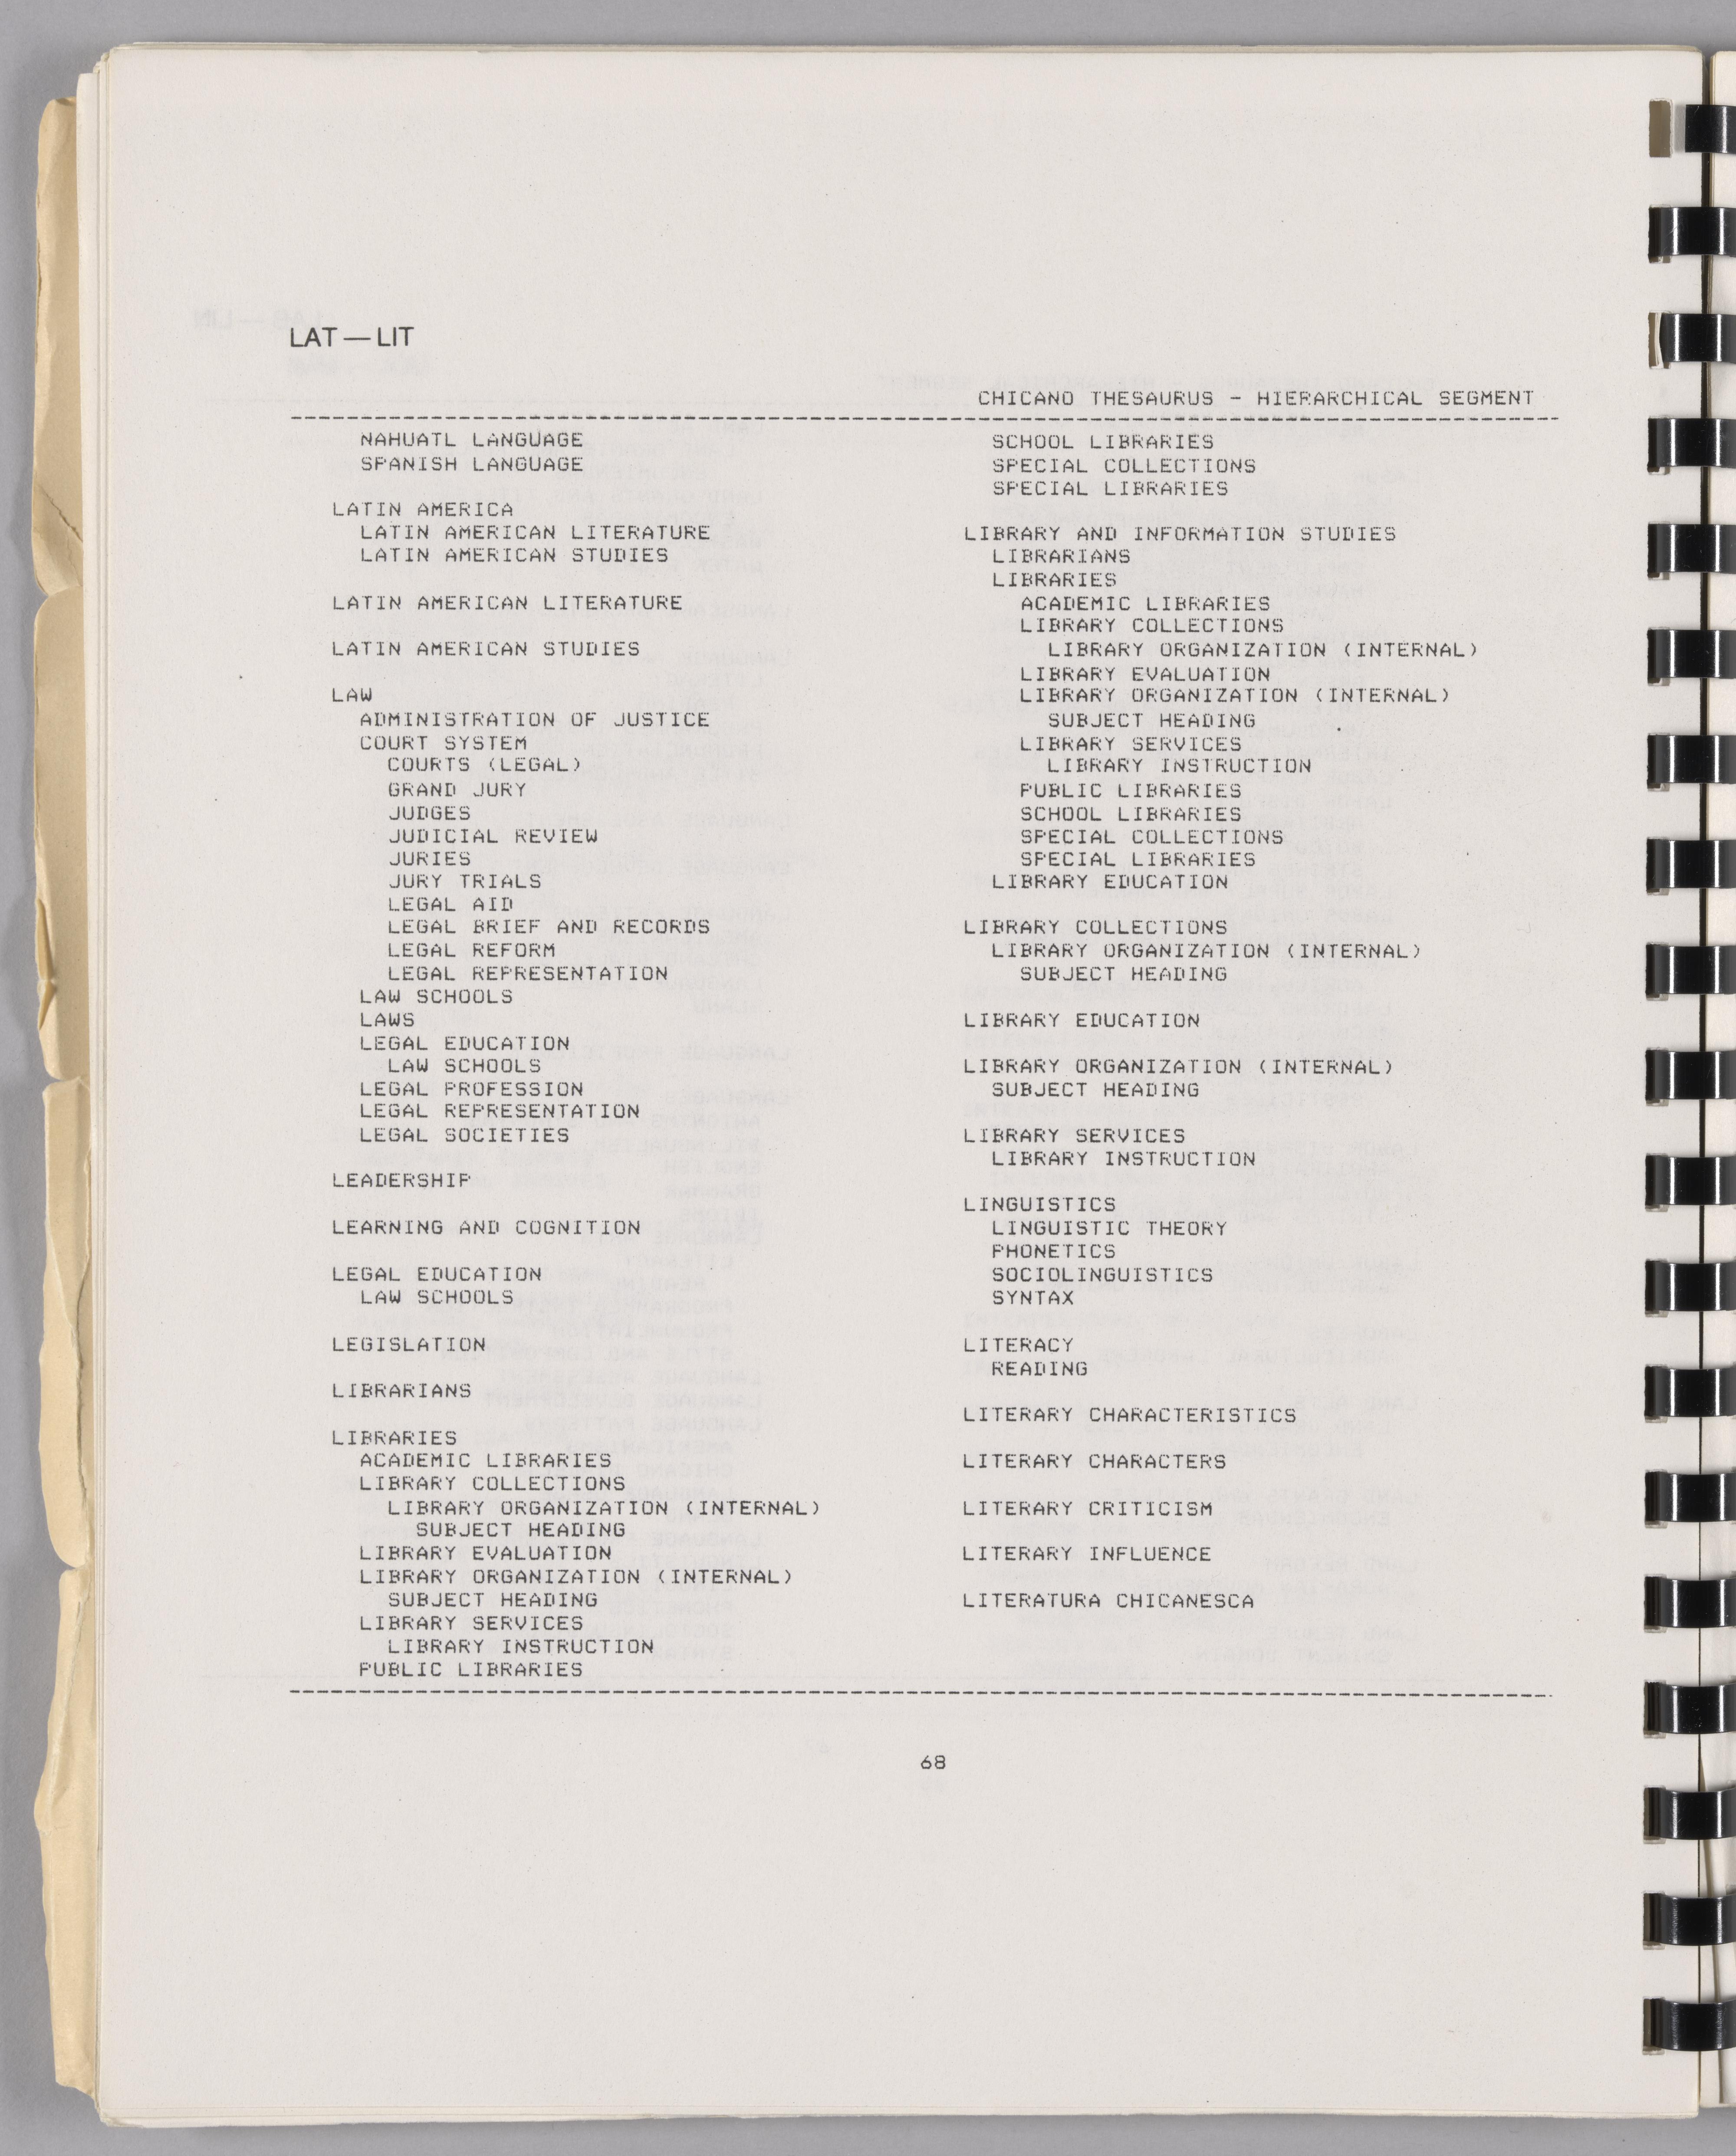 LAT — LIT
CHICANO THESAURUS - HIERARCHICAL SEGMENT
NAHUATL LANGUAGE
SPANISH LANGUAGE
LATIN AMERICA
LATIN AMERICAN LITERATURE
LATIN AMERICAN STUDIES
LATIN AMERICAN LITERATURE
LATIN AMERICAN STUDIES
LAW
ADMINISTRATION OF JUSTICE
COURT SYSTEM
COURTS (LEGAL)
GRAND JURY
JUDGES
JUDICIAL REVIEW
JURIES
JURY TRIALS
LEGAL AID
LEGAL BRIEF AND RECORDS
LEGAL REFORM
LEGAL REPRESENTATION
LAW SCHOOLS
LAWS
LEGAL EDUCATION
LAW SCHOOLS
LEGAL PROFESSION
LEGAL REPRESENTATION
LEGAL SOCIETIES
LEADERSHIP
LEARNING AND COGNITION
LEGAL EDUCATION
LAW SCHOOLS
LEGISLATION
LIBRARIANS
LIBRARIES
ACADEMIC LIBRARIES
LIBRARY COLLECTIONS
LIBRARY ORGANIZATION (INTERNAL)
SUBJECT HEADING
LIBRARY EVALUATION
LIBRARY ORGANIZATION (INTERNAL)
SUBJECT HEADING
LIBRARY SERVICES
LIBRARY INSTRUCTION
PUBLIC LIBRARIES
SCHOOL LIBRARIES
SPECIAL COLLECTIONS
SPECIAL LIBRARIES
LIBRARY AND INFORMATION STUDIES
LIBRARIANS
LIBRARIES
ACADEMIC LIBRARIES
LIBRARY COLLECTIONS
LIBRARY ORGANIZATION (INTERNAL)
LIBRARY EVALUATION
LIBRARY ORGANIZATION (INTERNAL)
SUBJECT HEADING
LIBRARY SERVICES
LIBRARY INSTRUCTION
PUBLIC LIBRARIES
SCHOOL LIBRARIES
SPECIAL COLLECTIONS
SPECIAL LIBRARIES
LIBRARY EDUCATION
LIBRARY COLLECTIONS
LIBRARY ORGANIZATION (INTERNAL)
SUBJECT HEADING
LIBRARY EDUCATION
LIBRARY ORGANIZATION (INTERNAL)
SUBJECT HEADING
LIBRARY SERVICES
LIBRARY INSTRUCTION
LINGUISTICS
LINGUISTIC THEORY
PHONETICS
SOCIOLINGUISTICS
SYNTAX
LITERACY
READING
LITERARY CHARACTERISTICS
LITERARY CHARACTERS
LITERARY CRITICISM
LITERARY INFLUENCE
LITERATURA CHICANESCA
68